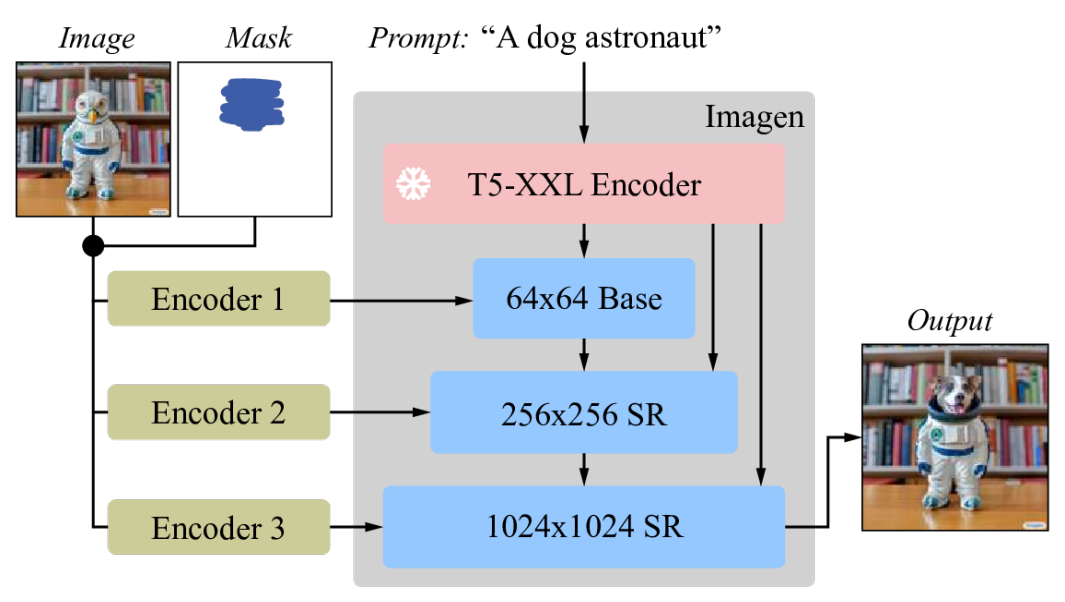 Image
Mask
Prompt: “A dog astronaut”
Imagen
T5-XXL Encoder
Encoder 1
64x64 Base
Output
Encoder 2
256x256 SR
Encoder 3
1024x1024 SR